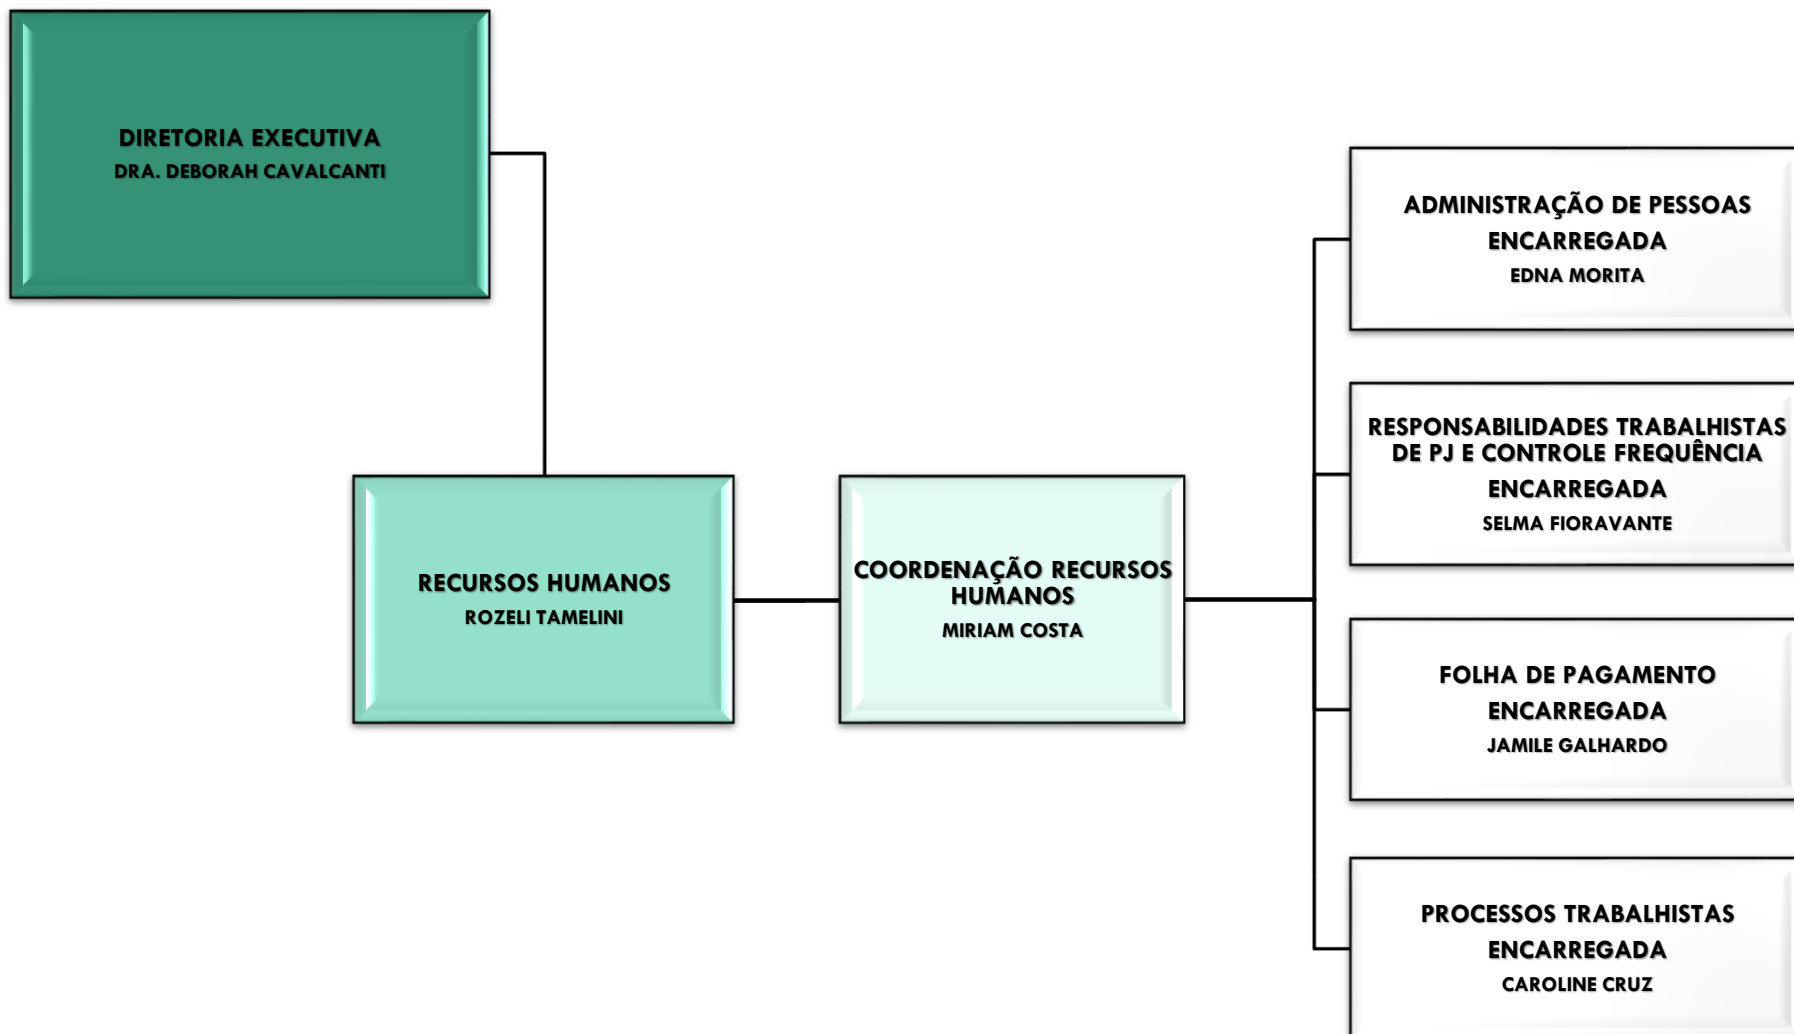 DIRETORIA EXECUTIVA
DRA. DEBORAH CAVALCANTI
RECURSOS HUMANOS
ROZELI TAMELINI
COORDENAÇÃO RECURSOS
HUMANOS
MIRIAM COSTA
ADMINISTRAÇÃO DE PESSOAS
ENCARREGADA
EDNA MORITA
RESPONSABILIDADES TRABALHISTAS
DE PJ E CONTROLE FREQUÊNCIA
ENCARREGADA
SELMA FIORAVANTE
FOLHA DE PAGAMENTO
ENCARREGADA
JAMILE GALHARDO
PROCESSOS TRABALHISTAS
ENCARREGADA
CAROLINE CRUZ